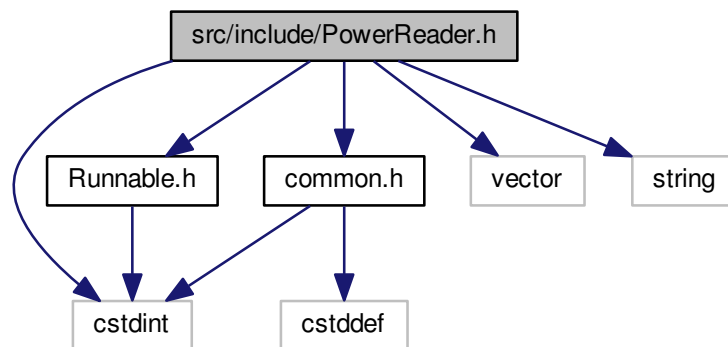 src/include/PowerReader.h
Runnable.h
common.h
vector
string
cstdint
cstddef